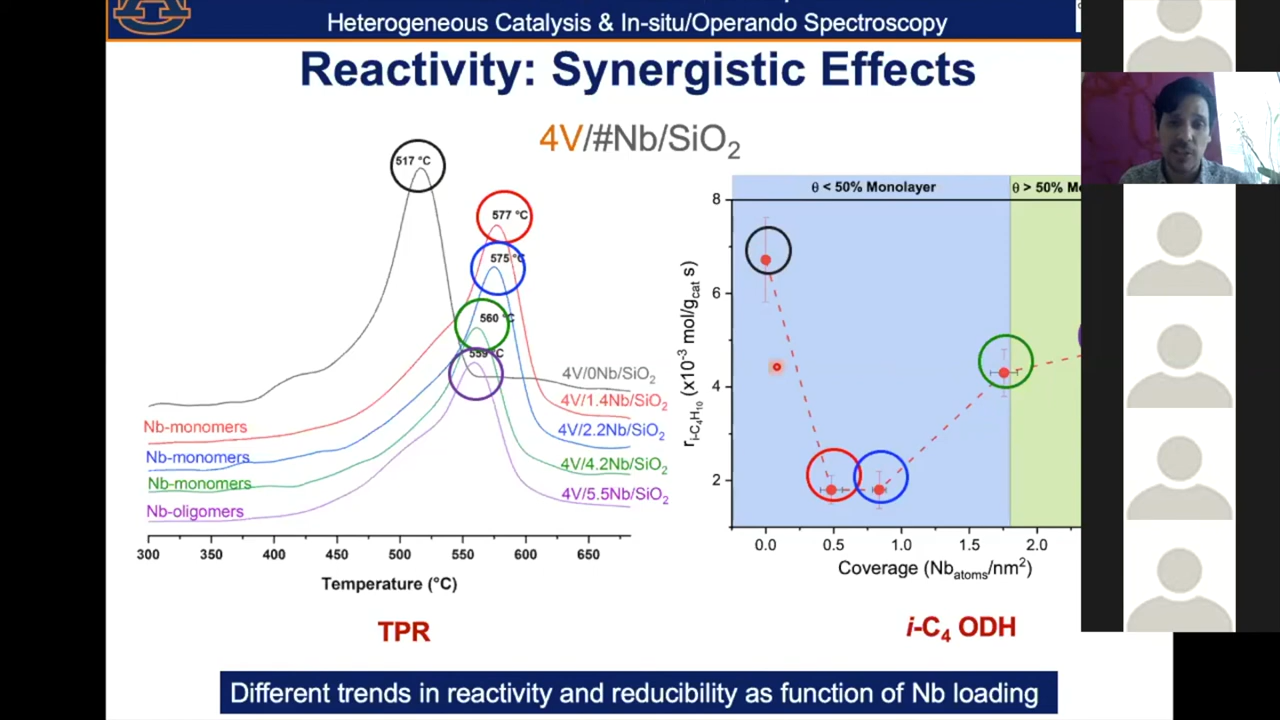 Heterogeneous Catalysis & In-situ/Operando Spectroscopy
Reactivity: Synergistic Effects
4V/#Nb/SiO₂
517 °C
577 °C
575 °C
560 °C
559 °C
4V/0Nb/SiO₂
4V/1.4Nb/SiO₂
4V/2.2Nb/SiO₂
4V/4.2Nb/SiO₂
4V/5.5Nb/SiO₂
Nb-monomers
Nb-monomers
Nb-monomers
Nb-oligomers
300 350 400 450 500 550 600 650
Temperature (°C)
TPR
θ < 50% Monolayer
θ > 50% Mo
8
6
4
2
r i-C₄H₁₀ (x10⁻³ mol/g cat s)
0.0 0.5 1.0 1.5 2.0
Coverage (Nb atoms/nm²)
i-C₄ ODH
Different trends in reactivity and reducibility as function of Nb loading